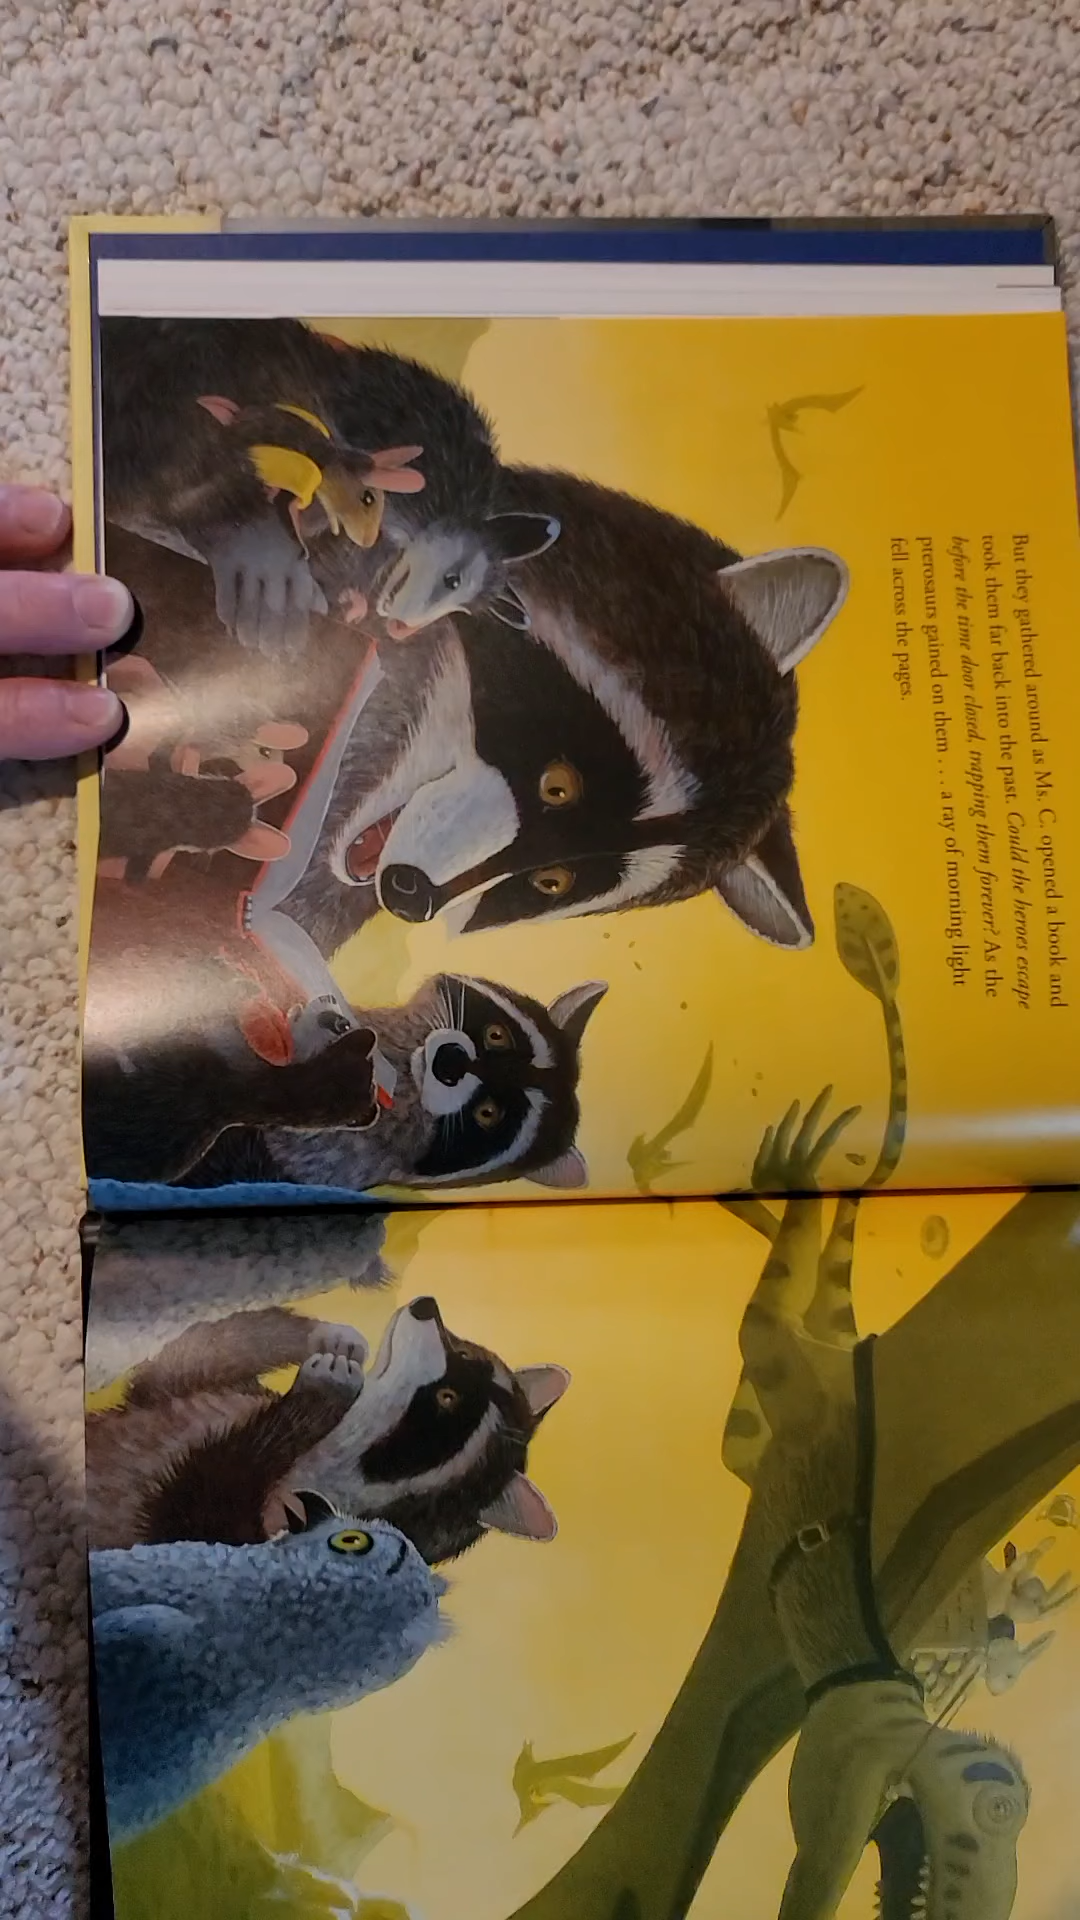 But they gathered around as Ms. C. opened a book and
took them far back into the past. Could the heroes escape
before the time door closed, trapping them forever? As the
pterosaurs gained on them . . . a ray of morning light
fell across the pages.